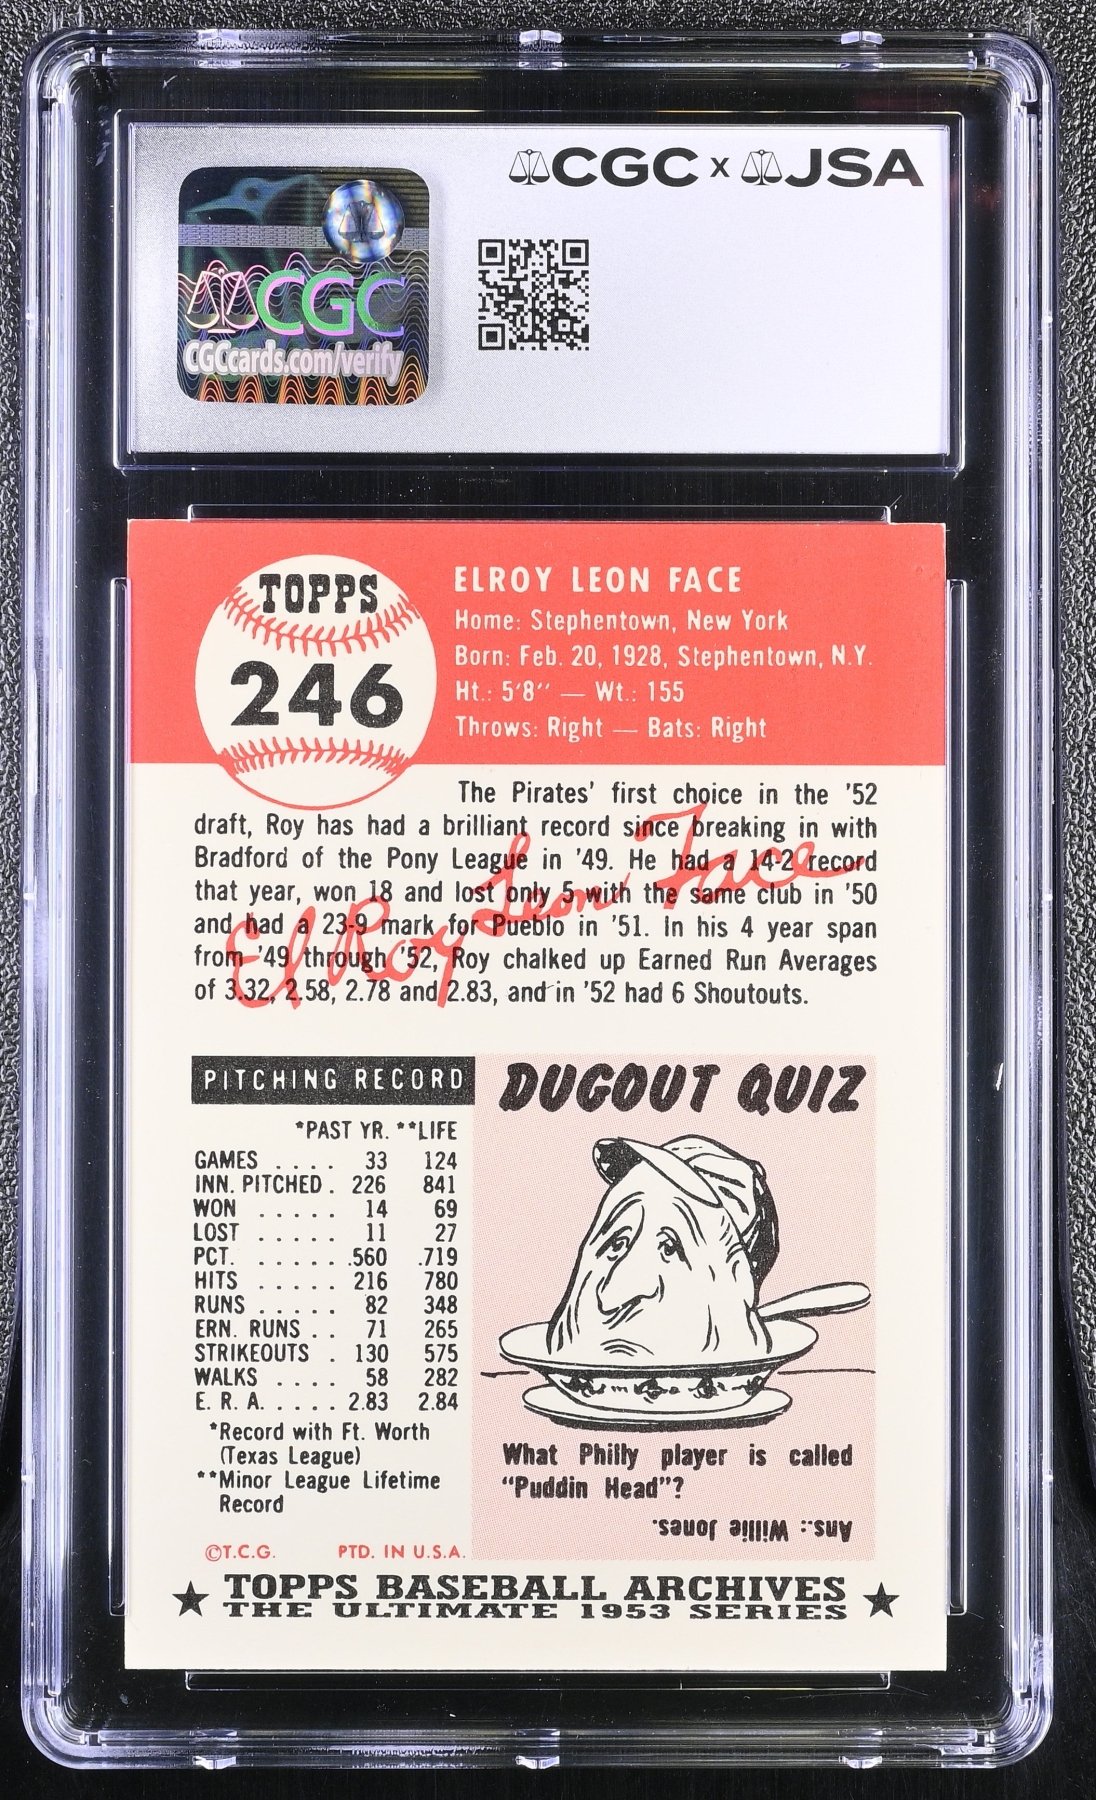 CGC x JSA
CGC
CGCcards.com/verify
TOPPS
246
ELROY LEON FACE
Home: Stephentown, New York
Born: Feb. 20, 1928, Stephentown, N.Y.
Ht.: 5'8" — Wt.: 155
Throws: Right — Bats: Right
The Pirates' first choice in the '52
draft, Roy has had a brilliant record since breaking in with
Bradford of the Pony League in '49. He had a 14-2 record
that year, won 18 and lost only 5 with the same club in '50
and had a 23-9 mark for Pueblo in '51. In his 4 year span
from '49 through '52, Roy chalked up Earned Run Averages
of 3.32, 2.58, 2.78 and 2.83, and in '52 had 6 Shoutouts.
El Roy Leon Face
PITCHING RECORD
*PAST YR. **LIFE
GAMES . . . . 33 124
INN. PITCHED . 226 841
WON . . . . . 14 69
LOST . . . . . 11 27
PCT. . . . . . .560 .719
HITS . . . . . 216 780
RUNS . . . . . 82 348
ERN. RUNS . . 71 265
STRIKEOUTS . 130 575
WALKS . . . . 58 282
E. R. A. . . . . 2.83 2.84
*Record with Ft. Worth
(Texas League)
**Minor League Lifetime
Record
©T.C.G. PTD. IN U.S.A.
DUGOUT QUIZ
What Philly player is called
"Puddin Head"?
Ans.: Willie Jones.
TOPPS BASEBALL ARCHIVES
THE ULTIMATE 1953 SERIES